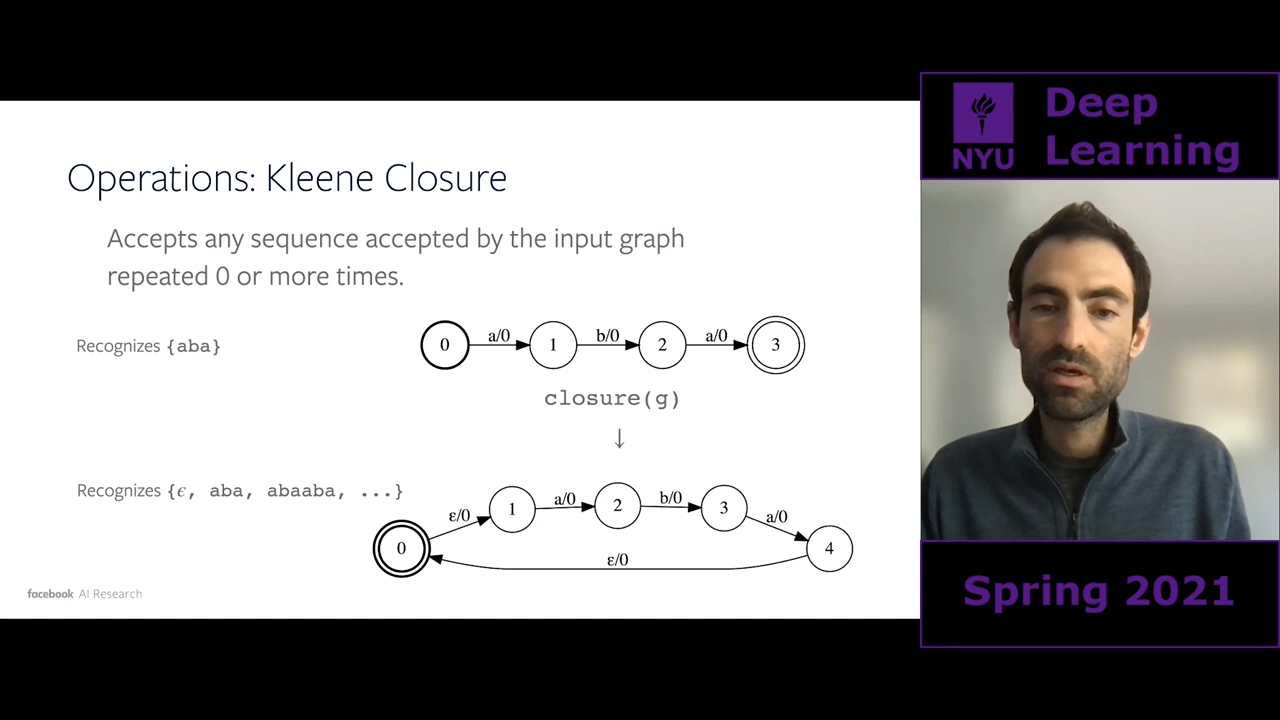 Operations: Kleene Closure
Accepts any sequence accepted by the input graph
repeated 0 or more times.
Recognizes {aba}
0 a/0 1 b/0 2 a/0 3
closure(g)
↓
Recognizes {ϵ, aba, abaaba, ...}
0 ε/0 1 a/0 2 b/0 3 a/0 4
ε/0
facebook AI Research
NYU
Deep
Learning
Spring 2021